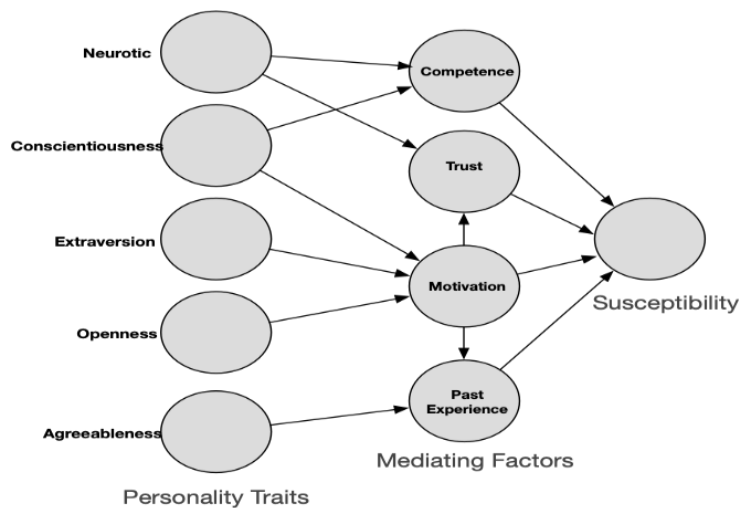 Neurotic
Competence
Conscientiousness
Trust
Extraversion
Motivation
Susceptibility
Openness
Past
Experience
Agreeableness
Mediating Factors
Personality Traits